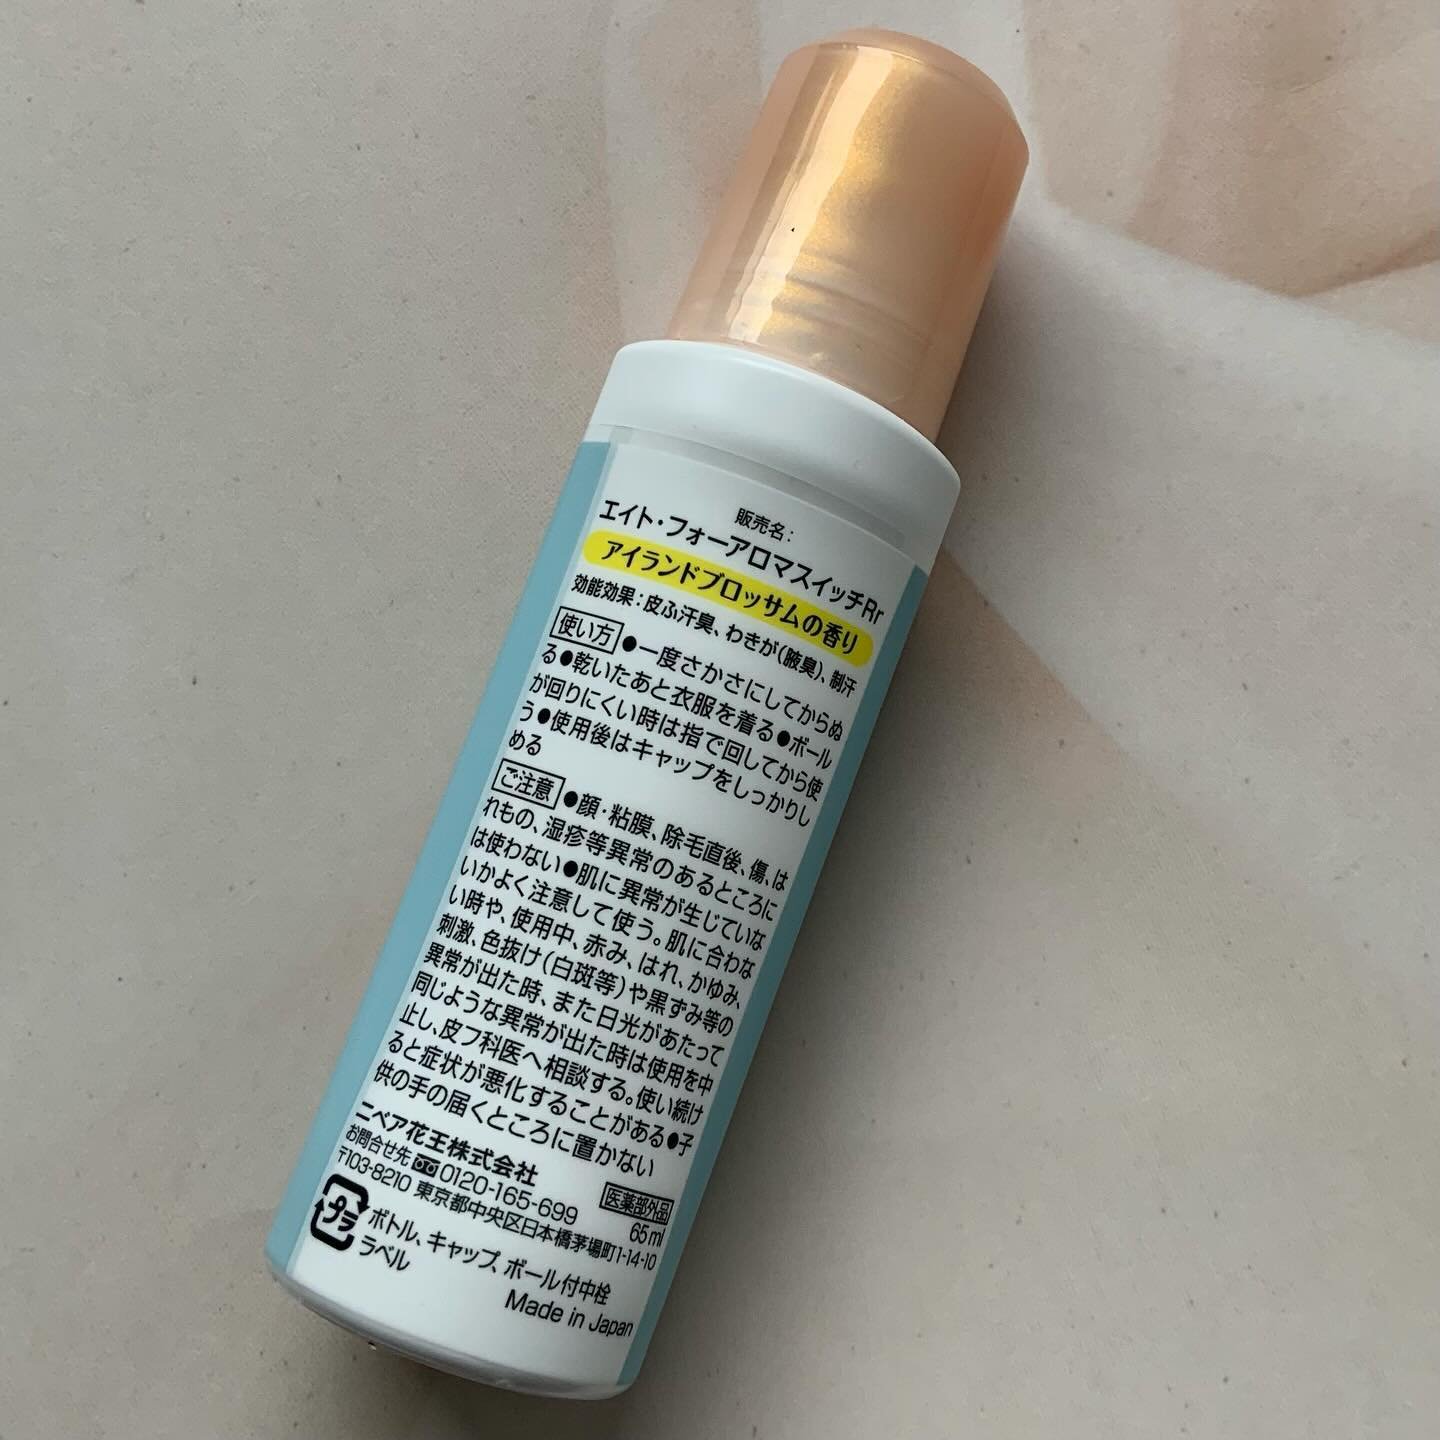 販売名:
エイト・フォーアロマスイッチRr
アイランドブロッサムの香り
効能効果:皮ふ汗臭、わきが(腋臭)、制汗
使い方●一度さかさにしてからぬ
る●乾いたあと衣服を着る●ボール
が回りにくい時は指で回してから使
う●使用後はキャップをしっかりし
める
ご注意●顔・粘膜、除毛直後、傷、は
れもの、湿疹等異常のあるところに
は使わない●肌に異常が生じていな
いかよく注意して使う。肌に合わな
い時や、使用中、赤み、はれ、かゆみ、
刺激、色抜け(白斑等)や黒ずみ等の
異常が出た時、また日光があたって
同じような異常が出た時は使用を中
止し、皮フ科医へ相談する。使い続け
ると症状が悪化することがある●子
供の手の届くところに置かない
ニベア花王株式会社
お問合せ先 0120-165-699 医薬部外品
〒103-8210 東京都中央区日本橋茅場町1-14-10
65ml
プラ ボトル、キャップ、ボール付中栓
ラベル
Made in Japan